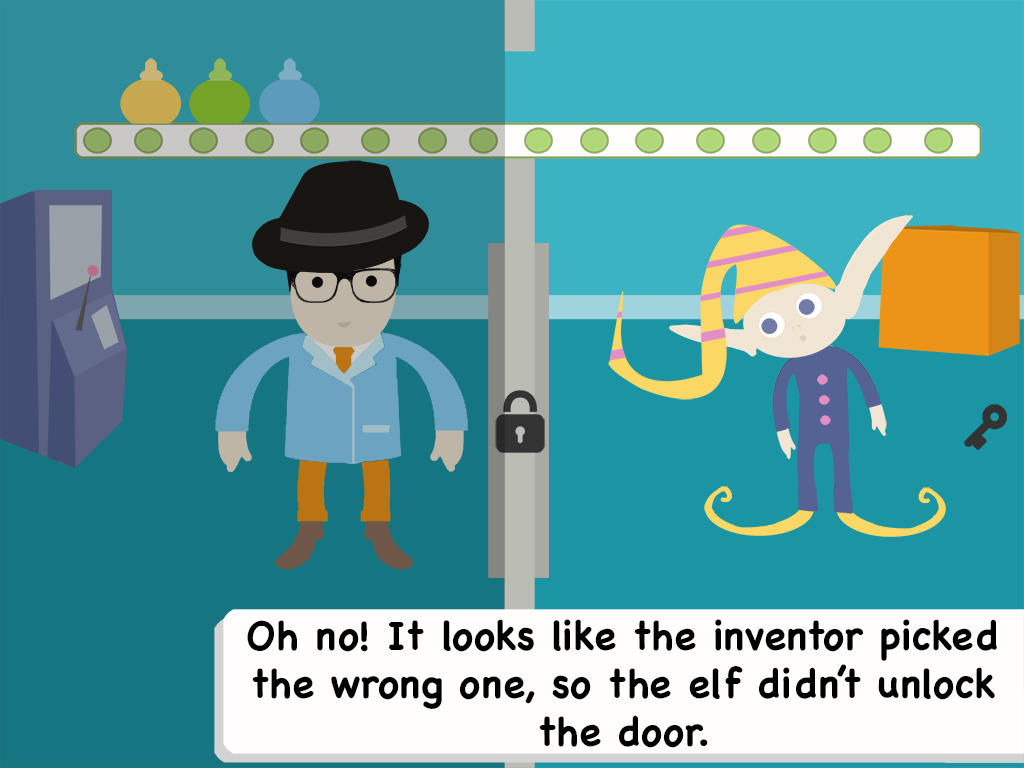 Oh no! It looks like the inventor picked
the wrong one, so the elf didn't unlock
the door.